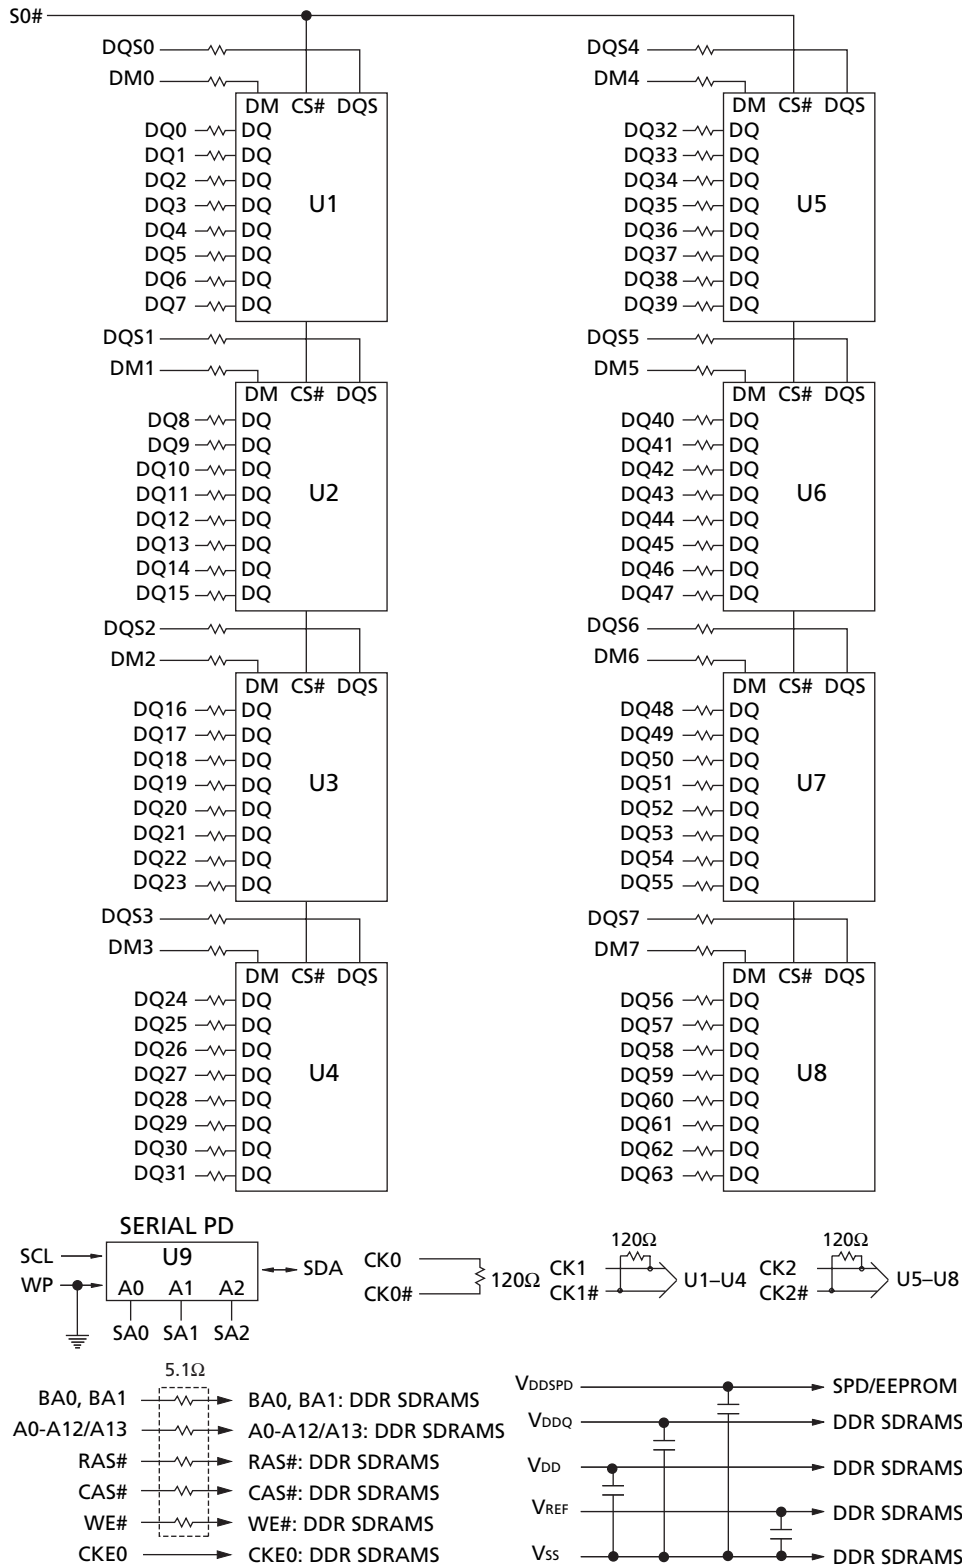 S0#
DQS0
DM0
DM CS# DQS
DQ0 DQ
DQ1 DQ
DQ2 DQ
DQ3 DQ
DQ4 DQ
DQ5 DQ
DQ6 DQ
DQ7 DQ
U1
DQS1
DM1
DM CS# DQS
DQ8 DQ
DQ9 DQ
DQ10 DQ
DQ11 DQ
DQ12 DQ
DQ13 DQ
DQ14 DQ
DQ15 DQ
U2
DQS2
DM2
DM CS# DQS
DQ16 DQ
DQ17 DQ
DQ18 DQ
DQ19 DQ
DQ20 DQ
DQ21 DQ
DQ22 DQ
DQ23 DQ
U3
DQS3
DM3
DM CS# DQS
DQ24 DQ
DQ25 DQ
DQ26 DQ
DQ27 DQ
DQ28 DQ
DQ29 DQ
DQ30 DQ
DQ31 DQ
U4
DQS4
DM4
DM CS# DQS
DQ32 DQ
DQ33 DQ
DQ34 DQ
DQ35 DQ
DQ36 DQ
DQ37 DQ
DQ38 DQ
DQ39 DQ
U5
DQS5
DM5
DM CS# DQS
DQ40 DQ
DQ41 DQ
DQ42 DQ
DQ43 DQ
DQ44 DQ
DQ45 DQ
DQ46 DQ
DQ47 DQ
U6
DQS6
DM6
DM CS# DQS
DQ48 DQ
DQ49 DQ
DQ50 DQ
DQ51 DQ
DQ52 DQ
DQ53 DQ
DQ54 DQ
DQ55 DQ
U7
DQS7
DM7
DM CS# DQS
DQ56 DQ
DQ57 DQ
DQ58 DQ
DQ59 DQ
DQ60 DQ
DQ61 DQ
DQ62 DQ
DQ63 DQ
U8
SERIAL PD
U9
SCL
WP
A0 A1 A2
SDA
SA0 SA1 SA2
CK0
CK0#
120Ω
120Ω
CK1
CK1#
U1–U4
120Ω
CK2
CK2#
U5–U8
5.1Ω
BA0, BA1 BA0, BA1: DDR SDRAMS
A0-A12/A13 A0-A12/A13: DDR SDRAMS
RAS# RAS#: DDR SDRAMS
CAS# CAS#: DDR SDRAMS
WE# WE#: DDR SDRAMS
CKE0 CKE0: DDR SDRAMS
VDDSPD SPD/EEPROM
VDDQ DDR SDRAMS
VDD DDR SDRAMS
VREF DDR SDRAMS
VSS DDR SDRAMS